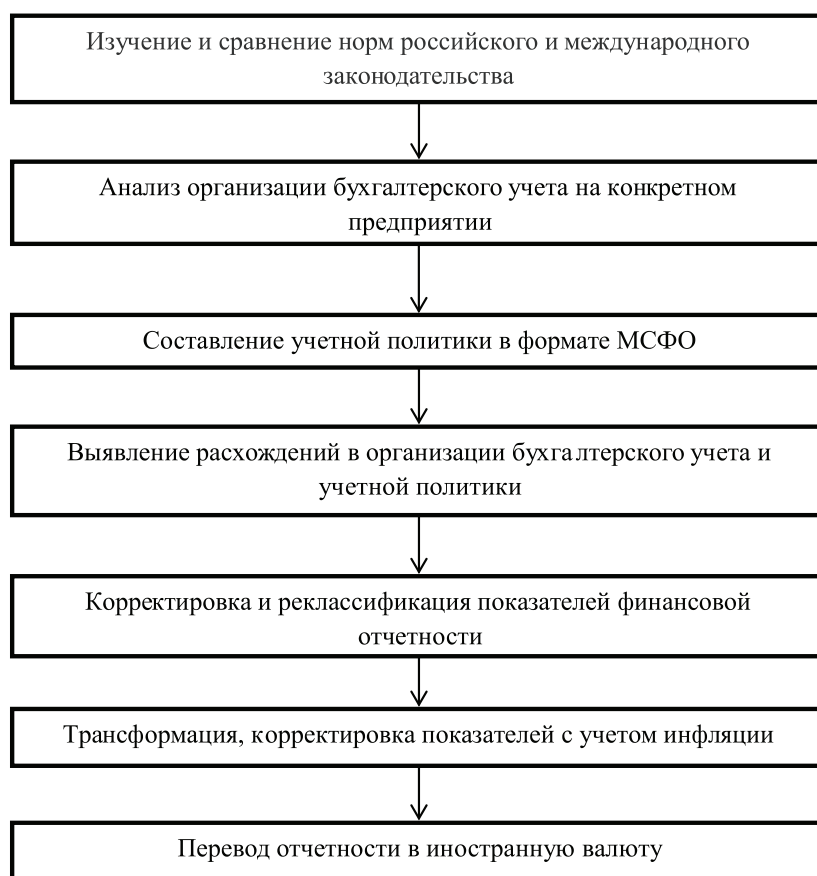 Изучение и сравнение норм российского и международного
законодательства
Анализ организации бухгалтерского учета на конкретном
предприятии
Составление учетной политики в формате МСФО
Выявление расхождений в организации бухгалтерского учета и
учетной политики
Корректировка и реклассификация показателей финансовой
отчетности
Трансформация, корректировка показателей с учетом инфляции
Перевод отчетности в иностранную валюту